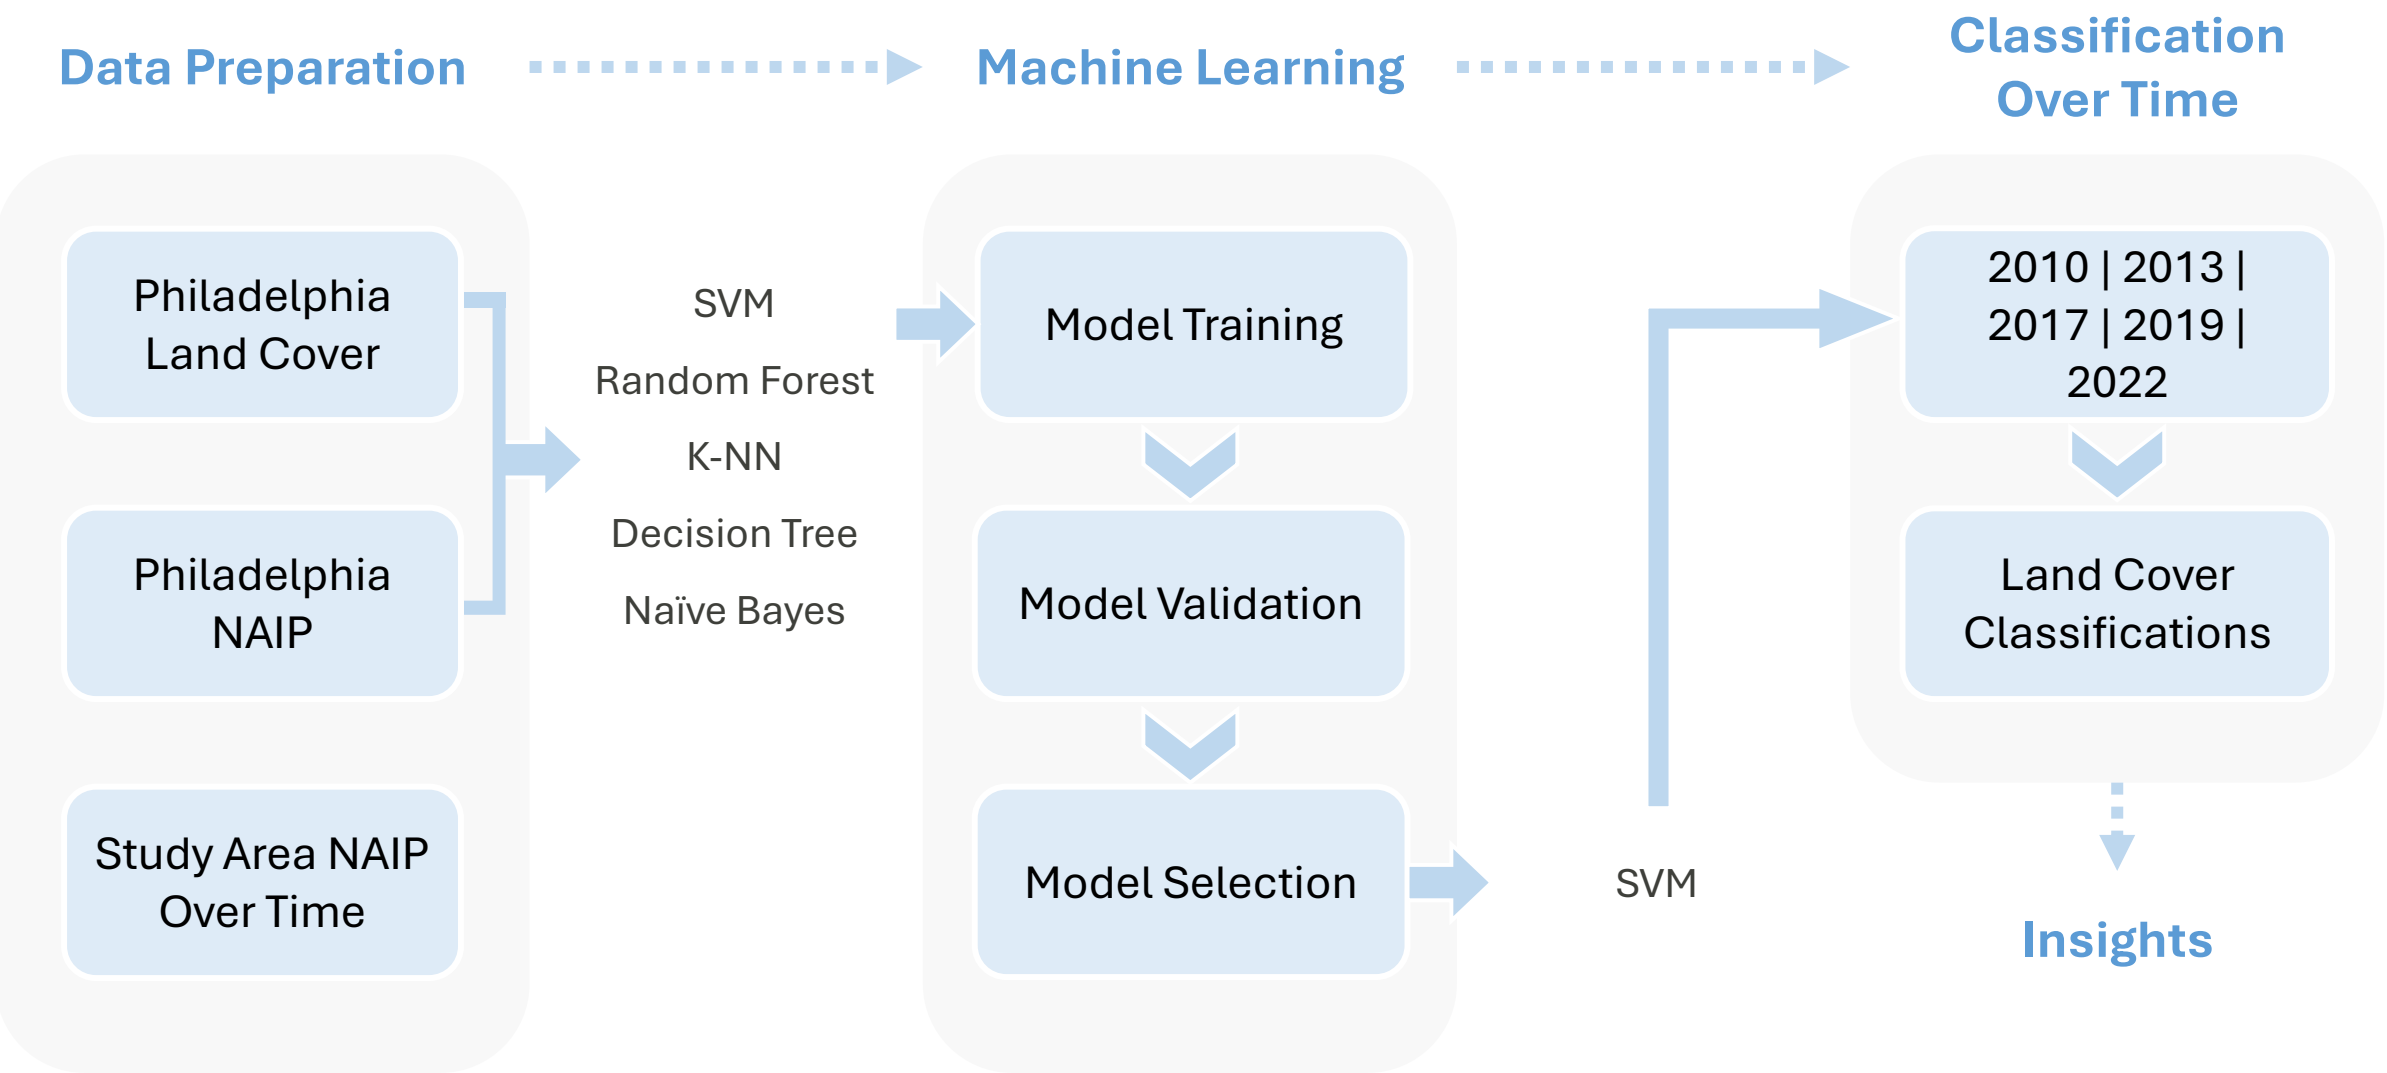 Data Preparation
Machine Learning
Classification
Over Time
Philadelphia
Land Cover
Philadelphia
NAIP
Study Area NAIP
Over Time
SVM
Random Forest
K-NN
Decision Tree
Naïve Bayes
Model Training
Model Validation
Model Selection
SVM
2010 | 2013 |
2017 | 2019 |
2022
Land Cover
Classifications
Insights